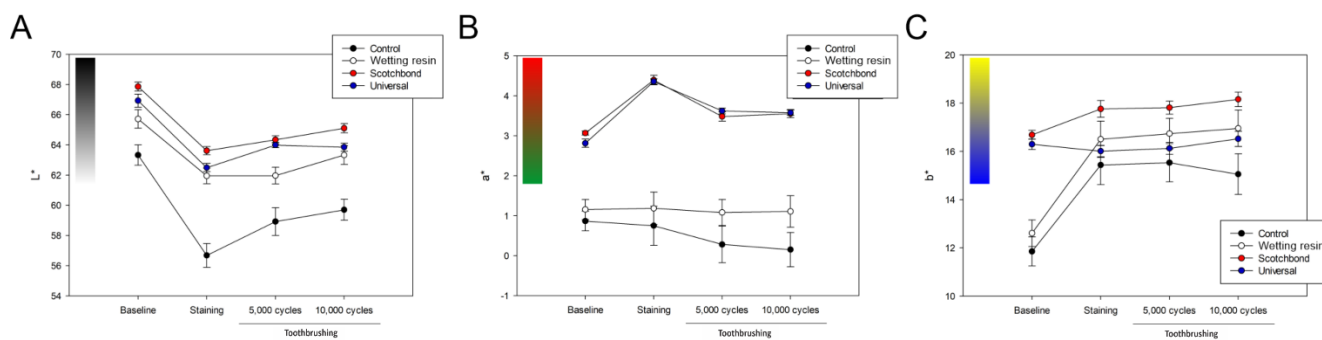 A
70
68
66
64
62
60
58
56
54
L*
Control
Wetting resin
Scotchbond
Universal
Baseline
Staining
5,000 cycles
10,000 cycles
Toothbrushing
B
5
4
3
2
1
0
-1
a*
Control
Wetting resin
Scotchbond
Universal
Baseline
Staining
5,000 cycles
10,000 cycles
Toothbrushing
C
20
18
16
14
12
10
b*
Control
Wetting resin
Scotchbond
Universal
Baseline
Staining
5,000 cycles
10,000 cycles
Toothbrushing